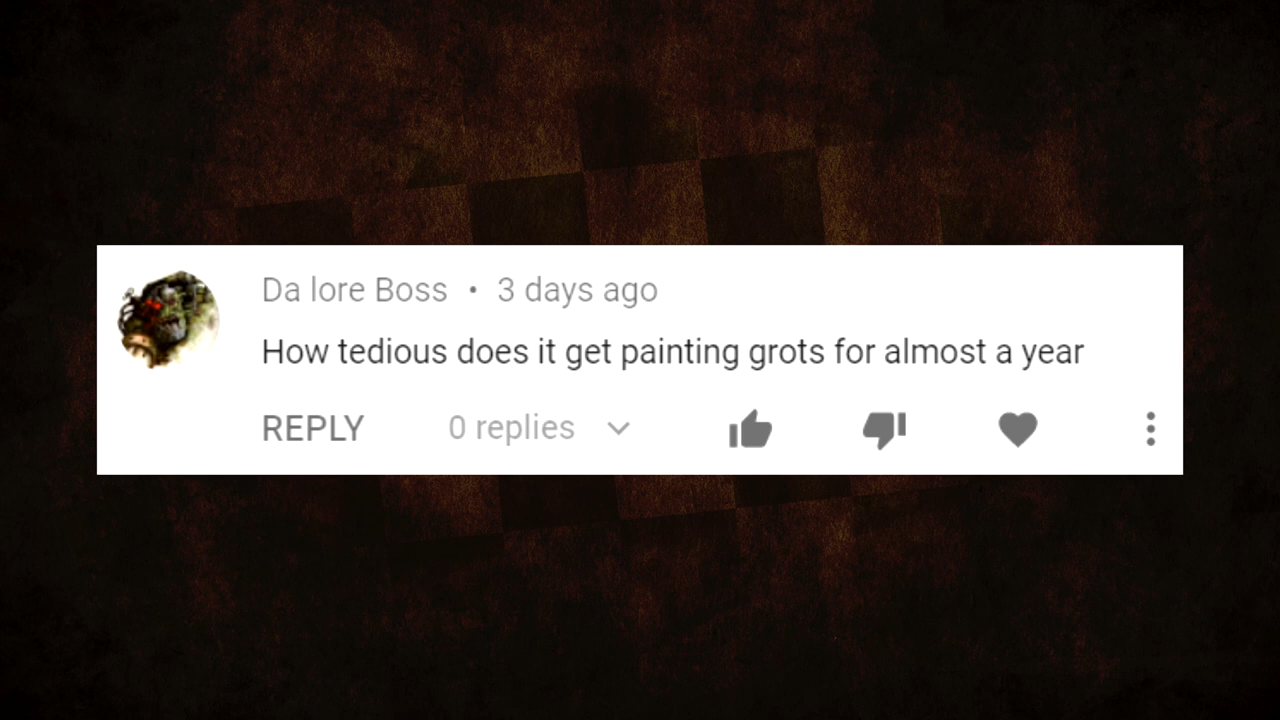 Da lore Boss • 3 days ago
How tedious does it get painting grots for almost a year
REPLY 0 replies